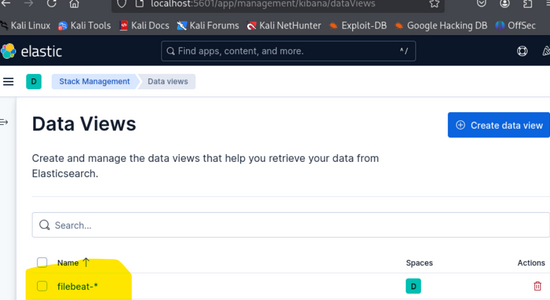 localhost:5601/app/management/kibana/dataViews
Kali Linux Kali Tools Kali Docs Kali Forums Kali NetHunter Exploit-DB Google Hacking DB OffSec
elastic Find apps, content, and more. ^/
D Stack Management Data views
Data Views
Create data view
Create and manage the data views that help you retrieve your data from
Elasticsearch.
Search...
Name ↑ Spaces Actions
filebeat-* D